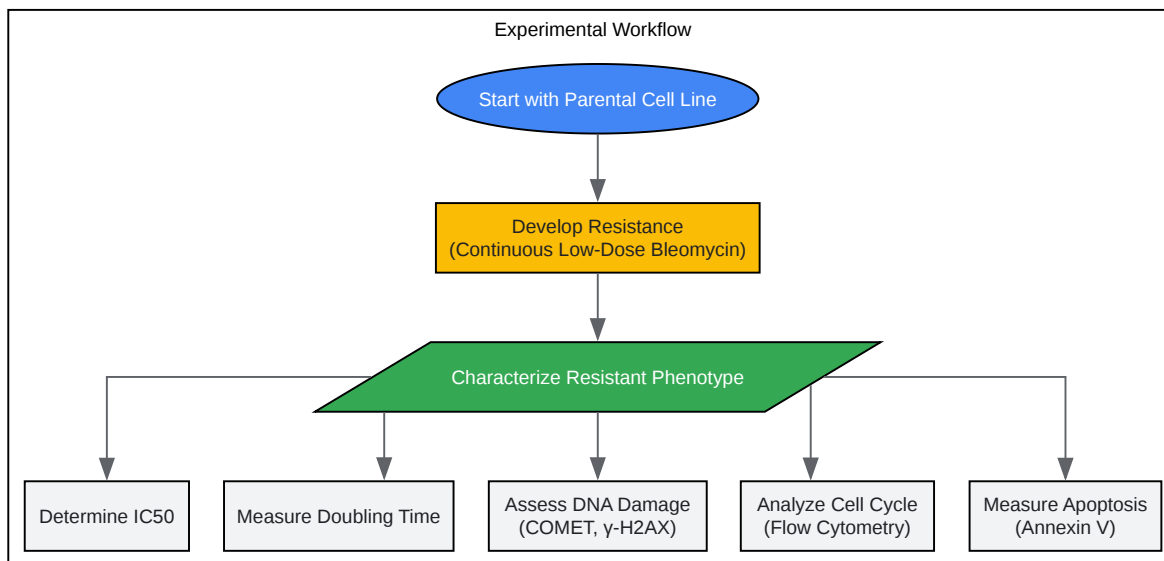 Experimental Workflow
Start with Parental Cell Line
Develop Resistance
(Continuous Low-Dose Bleomycin)
Characterize Resistant Phenotype
Determine IC50
Measure Doubling Time
Assess DNA Damage
(COMET, γ-H2AX)
Analyze Cell Cycle
(Flow Cytometry)
Measure Apoptosis
(Annexin V)